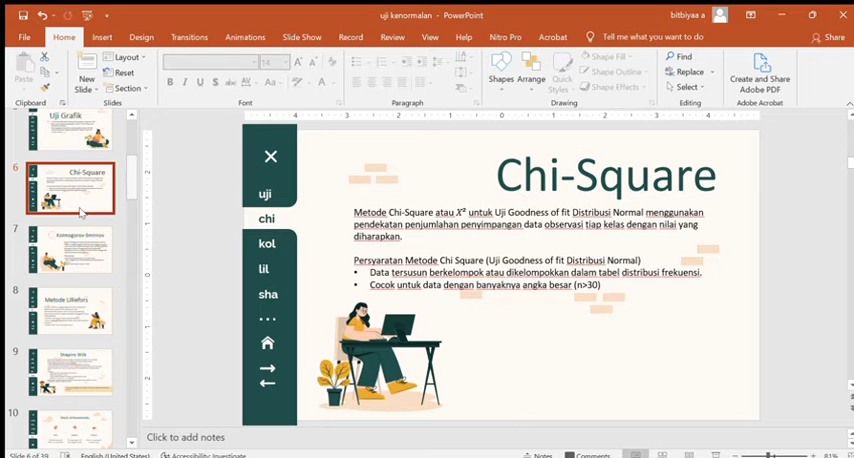 uji kenormalan - PowerPoint
bitbiyaa a
File Home Insert Design Transitions Animations Slide Show Record Review View Help Nitro Pro Acrobat Tell me what you want to do Share
Paste
New Slide
Layout
Reset
Section
14
B I U S abc AV Aa A
Shapes
Arrange
Quick Styles
Shape Fill
Shape Outline
Shape Effects
Find
Replace
Select
Create and Share Adobe PDF
Clipboard Slides Font Paragraph Drawing Editing Adobe Acrobat
Uji Grafik
6
Chi-Square
7
Kolmogorov-Smirnov
8
Metode Lilliefors
9
Shapiro Wilk
10
uji
chi
kol
lil
sha
...
Chi-Square
Metode Chi-Square atau X² untuk Uji Goodness of fit Distribusi Normal menggunakan
pendekatan penjumlahan penyimpangan data observasi tiap kelas dengan nilai yang
diharapkan.
Persyaratan Metode Chi Square (Uji Goodness of fit Distribusi Normal)
• Data tersusun berkelompok atau dikelompokkan dalam tabel distribusi frekuensi.
• Cocok untuk data dengan banyaknya angka besar (n>30)
Click to add notes
Slide 6 of 39 English (United States) Accessibility: Investigate Notes Comments 81%